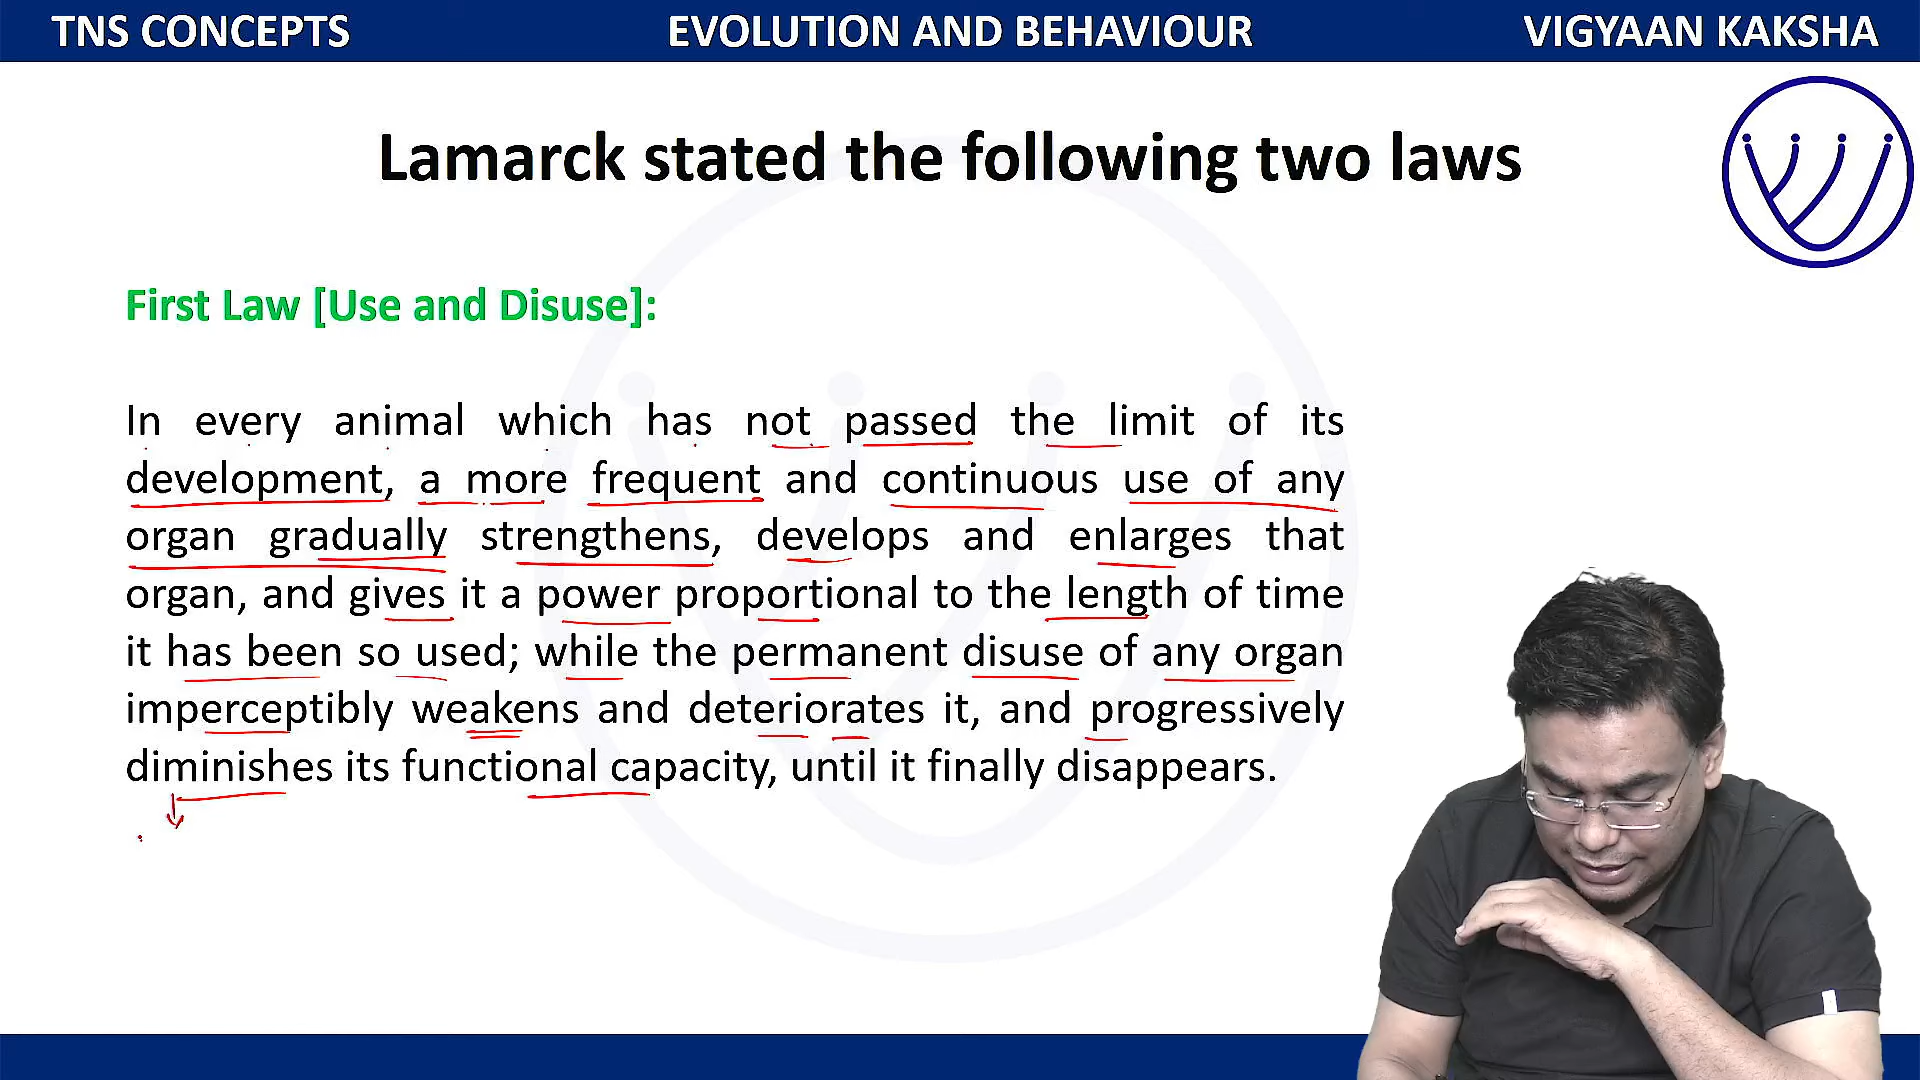 TNS CONCEPTS EVOLUTION AND BEHAVIOUR VIGYAAN KAKSHA
Lamarck stated the following two laws
First Law [Use and Disuse]:
In every animal which has not passed the limit of its
development, a more frequent and continuous use of any
organ gradually strengthens, develops and enlarges that
organ, and gives it a power proportional to the length of time
it has been so used; while the permanent disuse of any organ
imperceptibly weakens and deteriorates it, and progressively
diminishes its functional capacity, until it finally disappears.